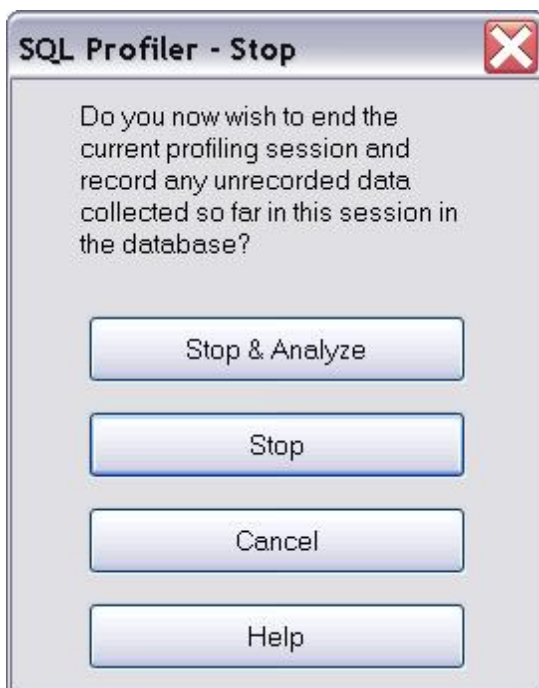 SQL Profiler - Stop
Do you now wish to end the
current profiling session and
record any unrecorded data
collected so far in this session in
the database?
Stop & Analyze
Stop
Cancel
Help